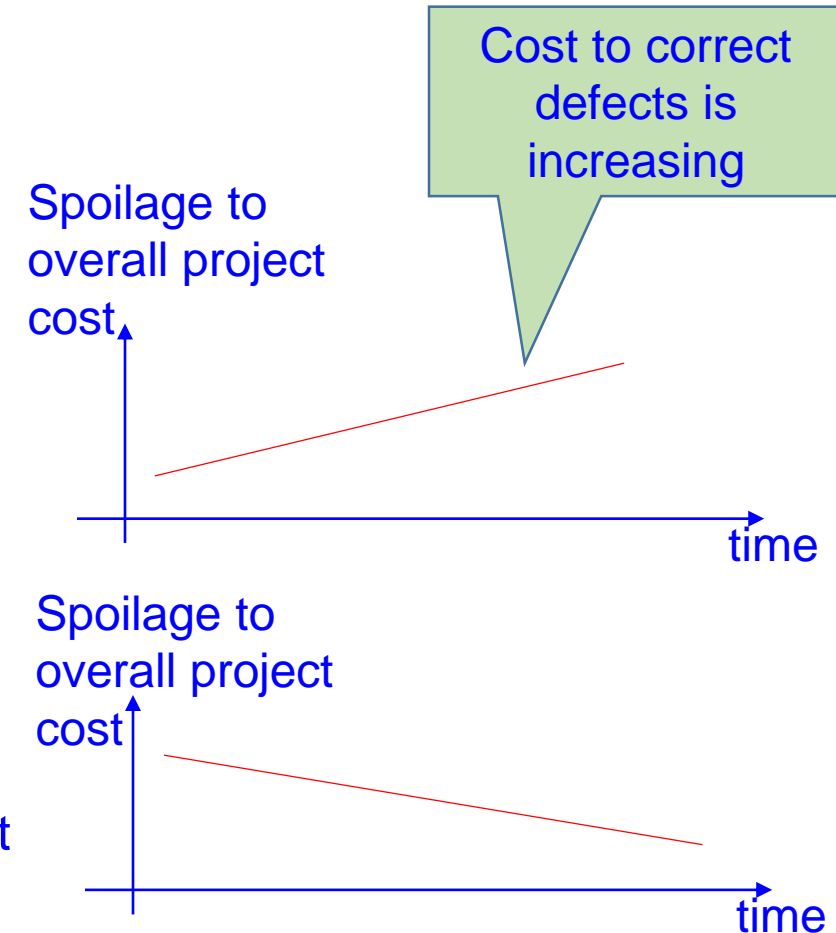 Cost to correct
defects is
increasing
Spoilage to
overall project
cost
time
Spoilage to
overall project
cost
t
time